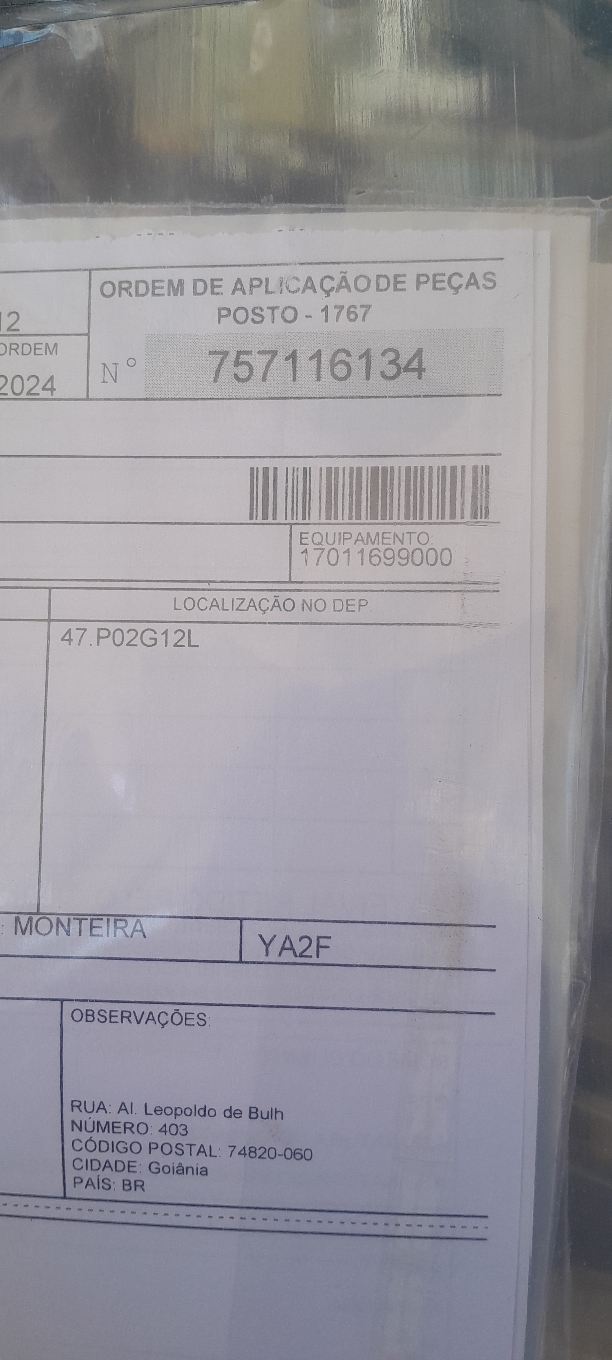 ORDEM DE APLICAÇÃO DE PEÇAS
POSTO - 1767
12
ORDEM
2024
N° 757116134
EQUIPAMENTO:
17011699000
LOCALIZAÇÃO NO DEP.
47.P02G12L
: MONTEIRA
YA2F
OBSERVAÇÕES:
RUA: Al. Leopoldo de Bulh
NÚMERO: 403
CÓDIGO POSTAL: 74820-060
CIDADE: Goiânia
PAÍS: BR